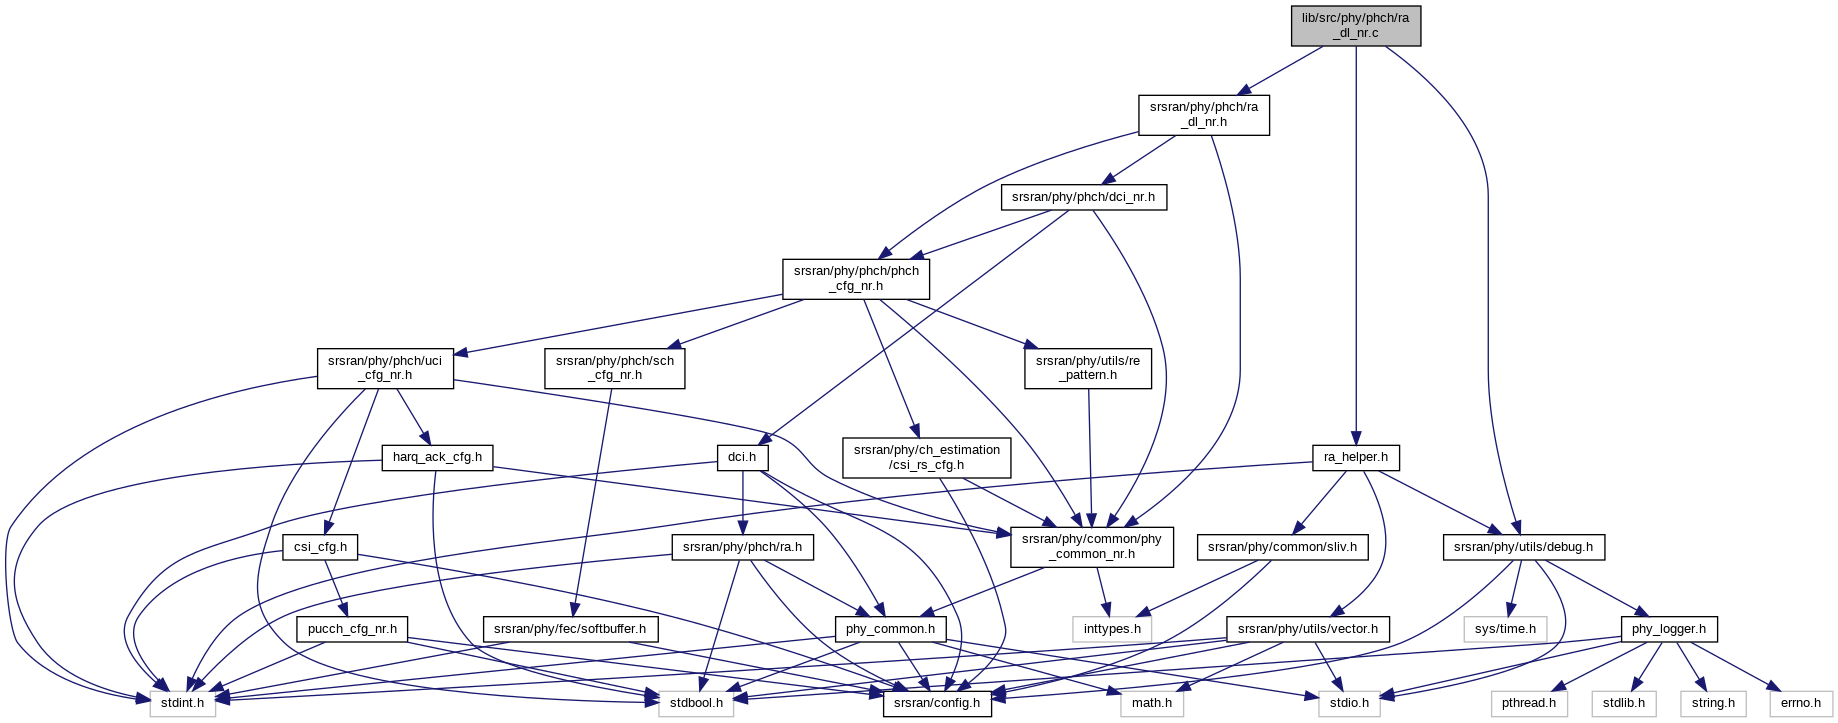 lib/src/phy/phch/ra
_dl_nr.c
srsran/phy/phch/ra
_dl_nr.h
srsran/phy/phch/dci_nr.h
srsran/phy/phch/phch
_cfg_nr.h
srsran/phy/phch/uci
_cfg_nr.h
srsran/phy/phch/sch
_cfg_nr.h
srsran/phy/utils/re
_pattern.h
harq_ack_cfg.h
dci.h
srsran/phy/ch_estimation
/csi_rs_cfg.h
ra_helper.h
csi_cfg.h
srsran/phy/phch/ra.h
srsran/phy/common/phy
_common_nr.h
srsran/phy/common/sliv.h
srsran/phy/utils/debug.h
pucch_cfg_nr.h
srsran/phy/fec/softbuffer.h
phy_common.h
inttypes.h
srsran/phy/utils/vector.h
sys/time.h
phy_logger.h
stdint.h
stdbool.h
srsran/config.h
math.h
stdio.h
pthread.h
stdlib.h
string.h
errno.h